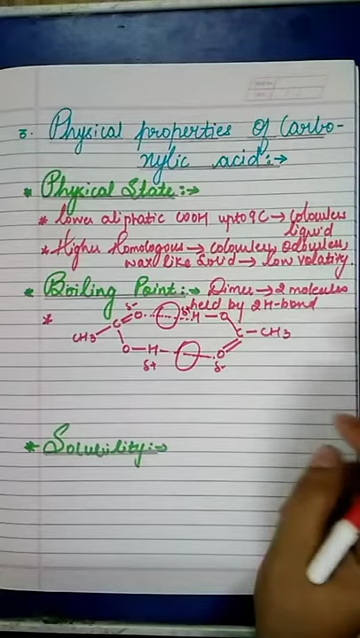 3. Physical properties of Carbo-
xylic acid:→
* Physical State:→
* lower aliphatic COOH upto 9C → colourless
liquid
* Higher Homologous → colourless, odourless,
wax like solid → low volatity.
* Boiling Point:→ Dimer → 2 molecules
held by 2H-bond
* CH3 C O δ- δ+ H O C CH3
O H δ+ O δ-
* Solubility:→